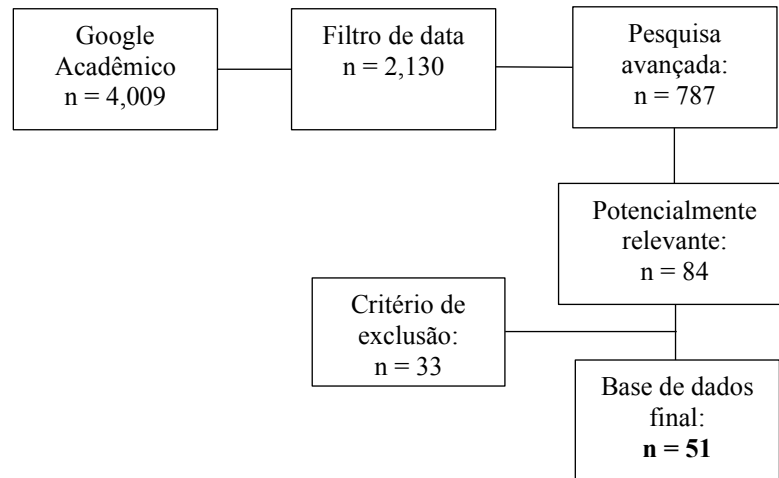 Google
Acadêmico
n = 4,009
Filtro de data
n = 2,130
Pesquisa
avançada:
n = 787
Potencialmente
relevante:
n = 84
Critério de
exclusão:
n = 33
Base de dados
final:
n = 51